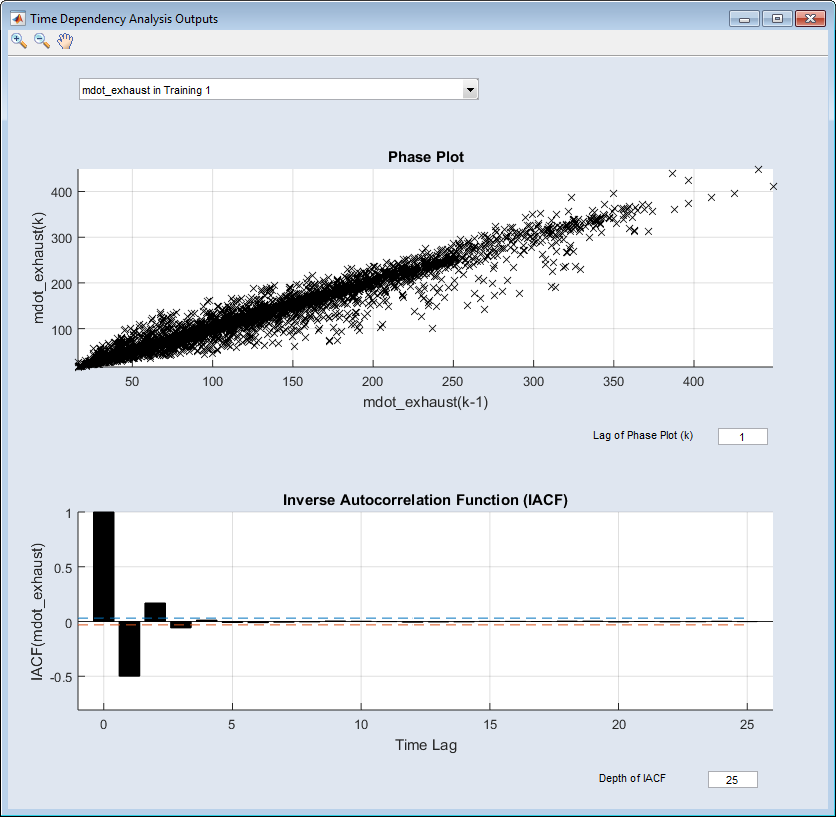 Time Dependency Analysis Outputs
mdot_exhaust in Training 1
Phase Plot
mdot_exhaust(k)
400
300
200
100
50 100 150 200 250 300 350 400
mdot_exhaust(k-1)
Lag of Phase Plot (k) 1
Inverse Autocorrelation Function (IACF)
IACF(mdot_exhaust)
1
0.5
0
-0.5
0 5 10 15 20 25
Time Lag
Depth of IACF 25